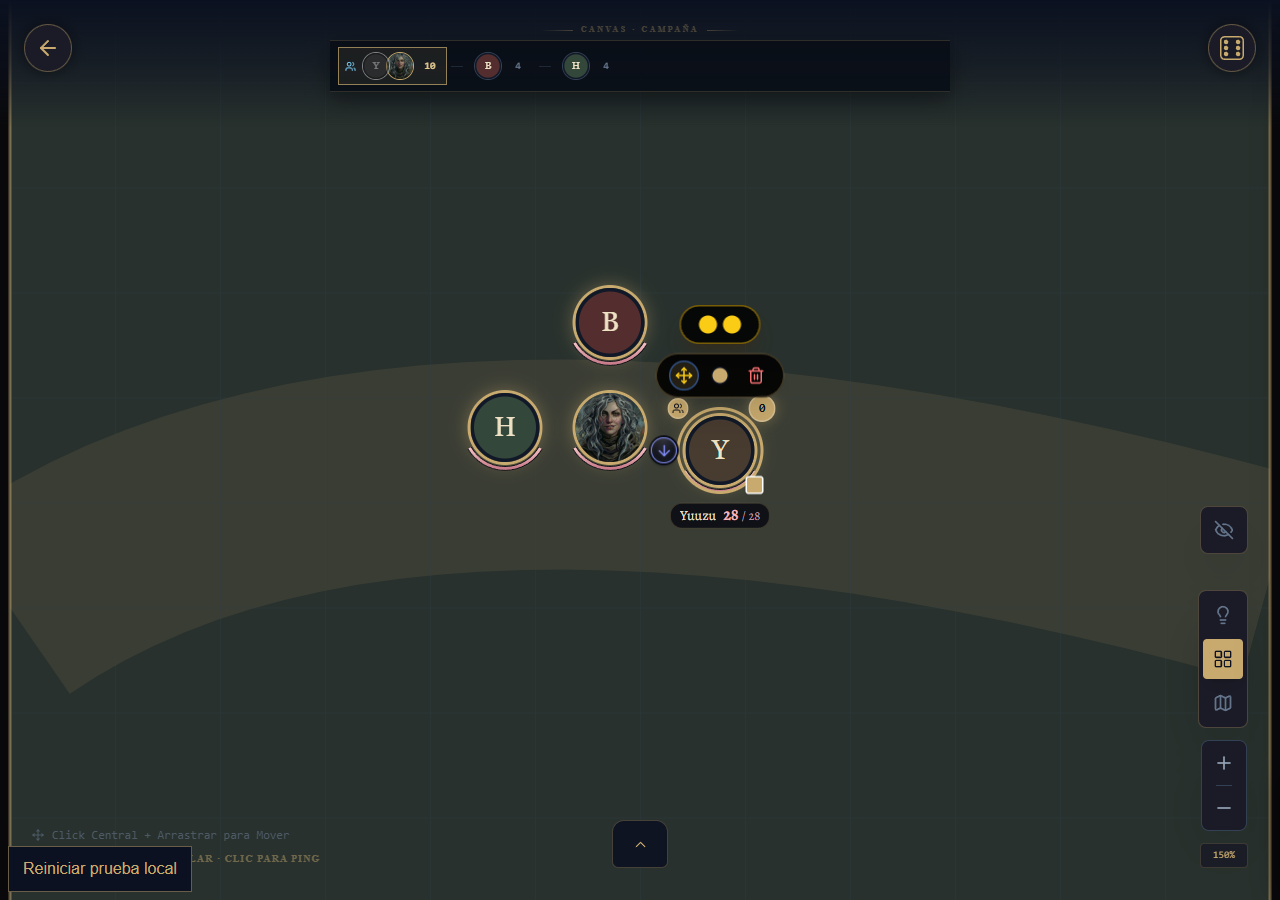 CANVAS · CAMPAÑA
Y 10 B 4 H 4
B
H
0
Y
Yuuzu 28 / 28
Click Central + Arrastrar para Mover
LAR · CLIC PARA PING
Reiniciar prueba local
150%